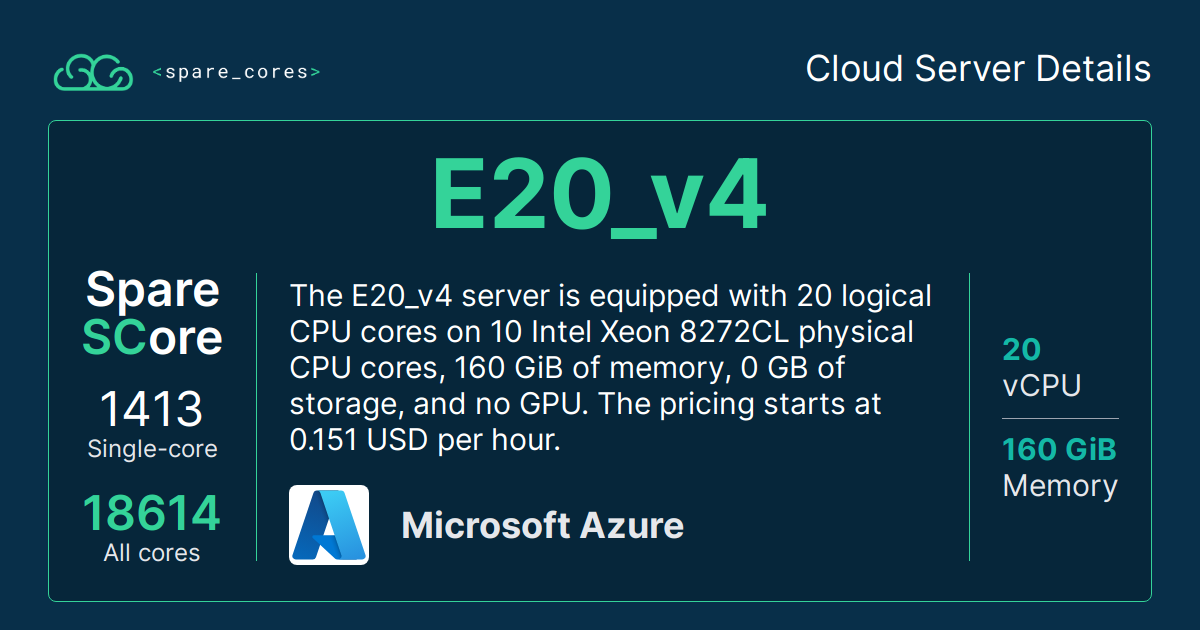 <spare_cores>
Cloud Server Details
E20_v4
Spare
SCore
1413
Single-core
18614
All cores
The E20_v4 server is equipped with 20 logical
CPU cores on 10 Intel Xeon 8272CL physical
CPU cores, 160 GiB of memory, 0 GB of
storage, and no GPU. The pricing starts at
0.151 USD per hour.
Microsoft Azure
20
vCPU
160 GiB
Memory